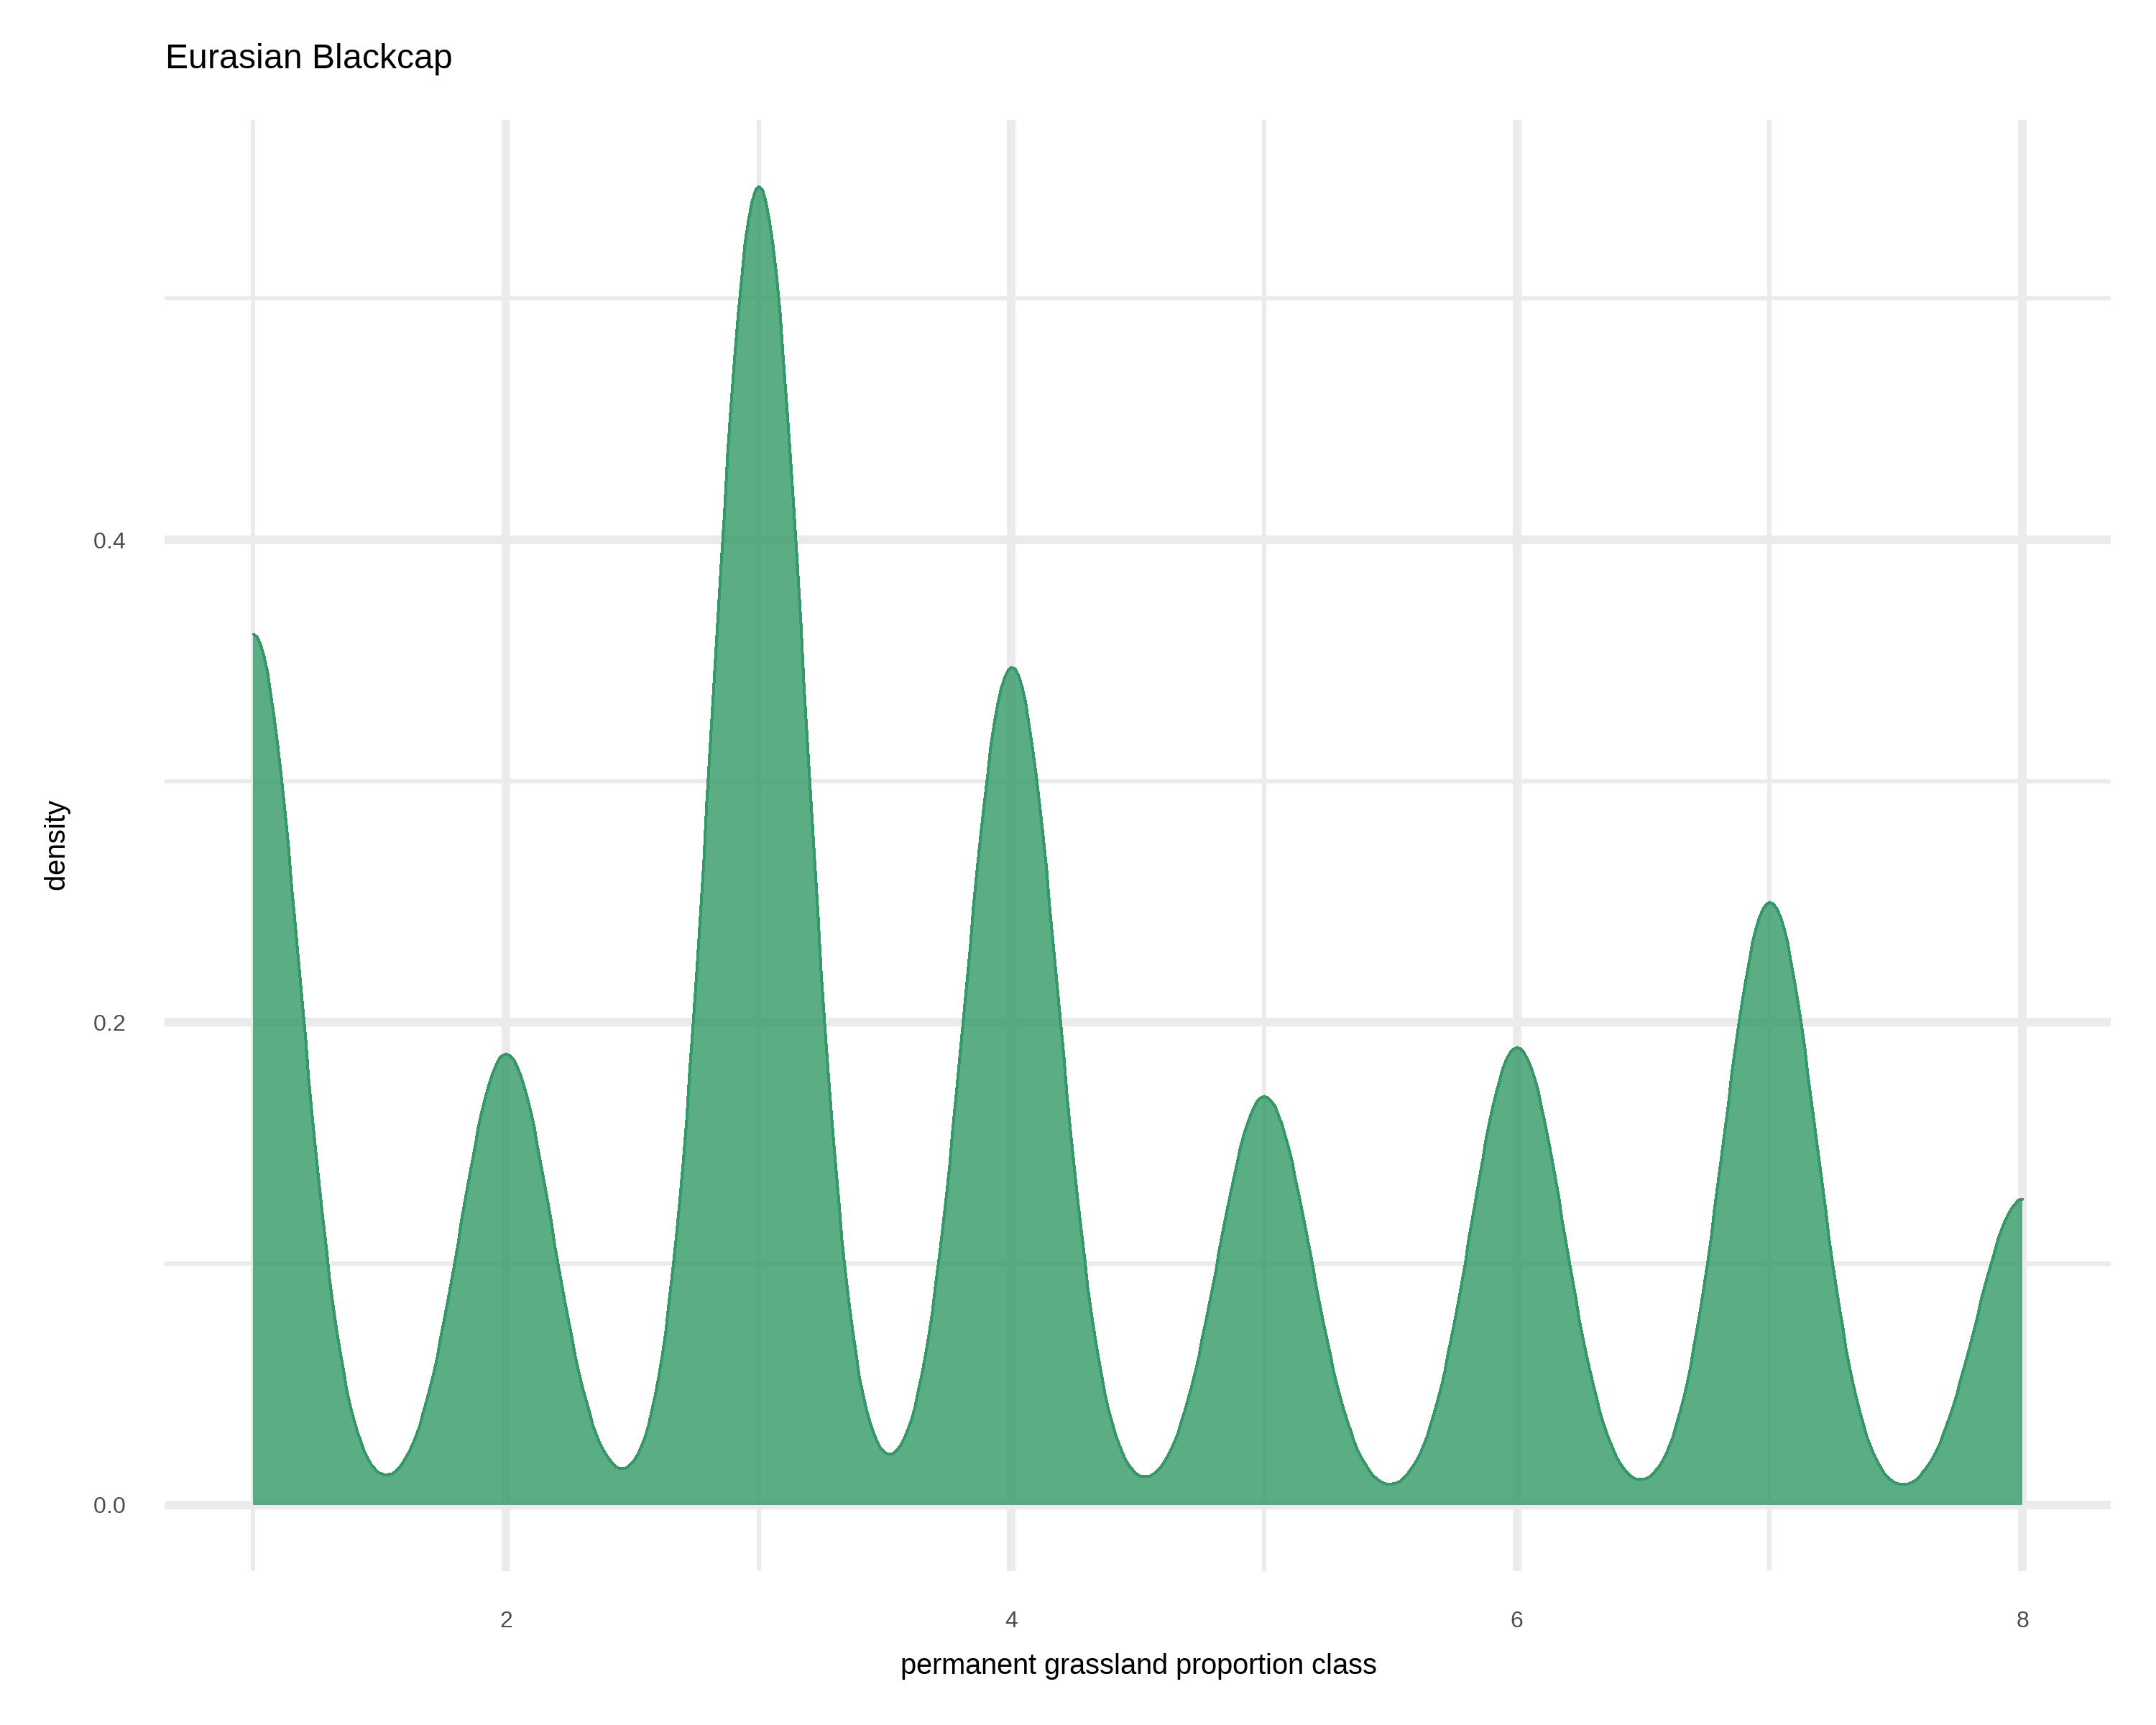 Eurasian Blackcap
0.4
0.2
0.0
density
2 4 6 8
permanent grassland proportion class